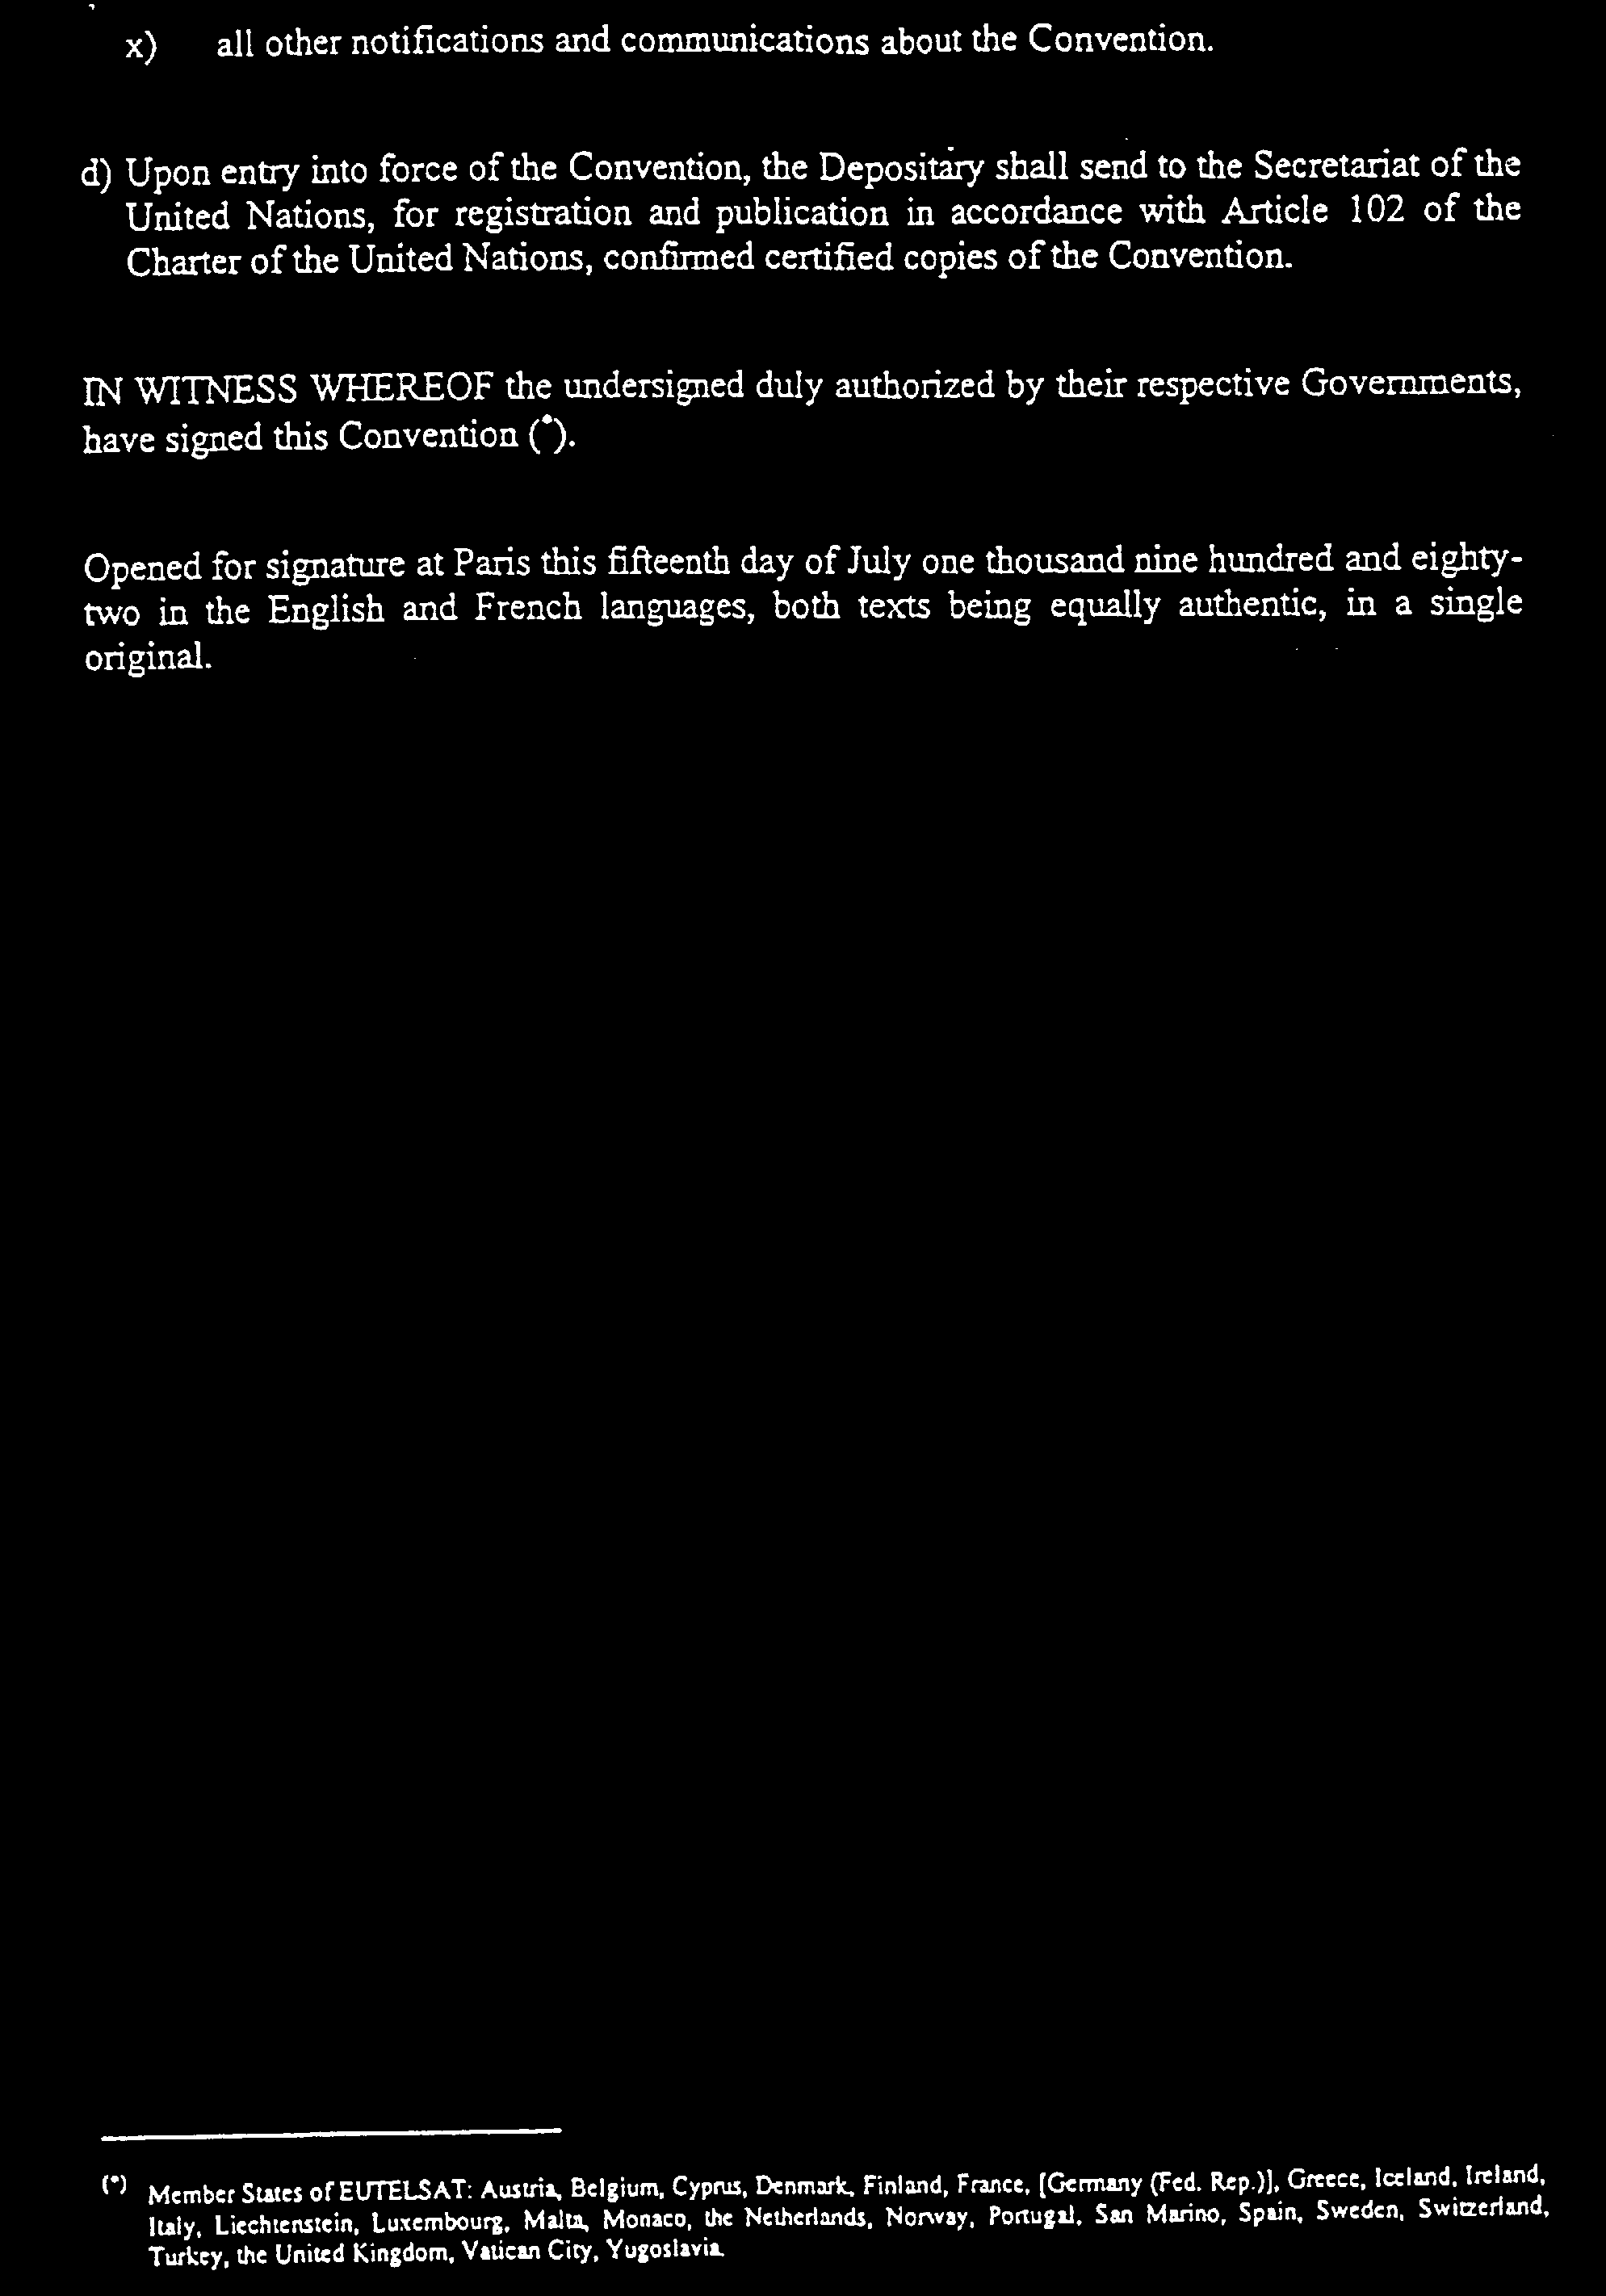 x) all other notifications and communications about the Convention.
d) Upon entry into force of the Convention, the Depositary shall send to the Secretariat of the
United Nations, for registration and publication in accordance with Article 102 of the
Charter of the United Nations, confirmed certified copies of the Convention.
IN WITNESS WHEREOF the undersigned duly authorized by their respective Governments,
have signed this Convention (*).
Opened for signature at Paris this fifteenth day of July one thousand nine hundred and eighty-
two in the English and French languages, both texts being equally authentic, in a single
original.
(*) Member States of EUTELSAT: Austria, Belgium, Cyprus, Denmark, Finland, France, [Germany (Fed. Rep.)], Greece, Iceland, Ireland,
Italy, Liechtenstein, Luxembourg, Malta, Monaco, the Netherlands, Norway, Portugal, San Marino, Spain, Sweden, Switzerland,
Turkey, the United Kingdom, Vatican City, Yugoslavia.